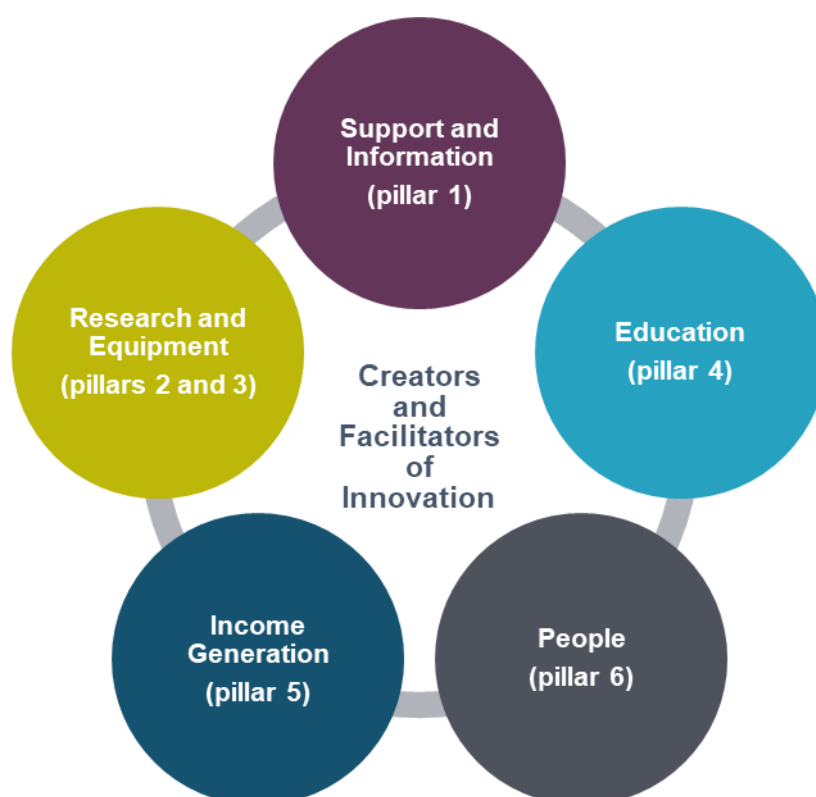 Support and
Information
(pillar 1)
Education
(pillar 4)
People
(pillar 6)
Income
Generation
(pillar 5)
Research and
Equipment
(pillars 2 and 3)
Creators
and
Facilitators
of
Innovation